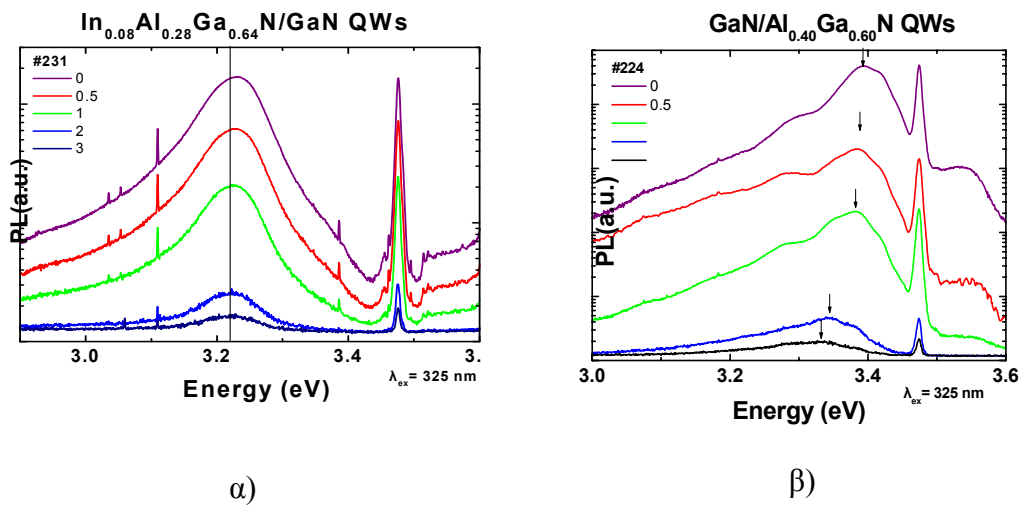 In0.08Al0.28Ga0.64N/GaN QWs
#231
0
0.5
1
2
3
PL(a.u.)
3.0
3.2
3.4
3.
Energy (eV)
λex= 325 nm
α)
GaN/Al0.40Ga0.60N QWs
#224
0
0.5
PL(a.u.)
3.0
3.2
3.4
3.6
Energy (eV)
λex= 325 nm
β)